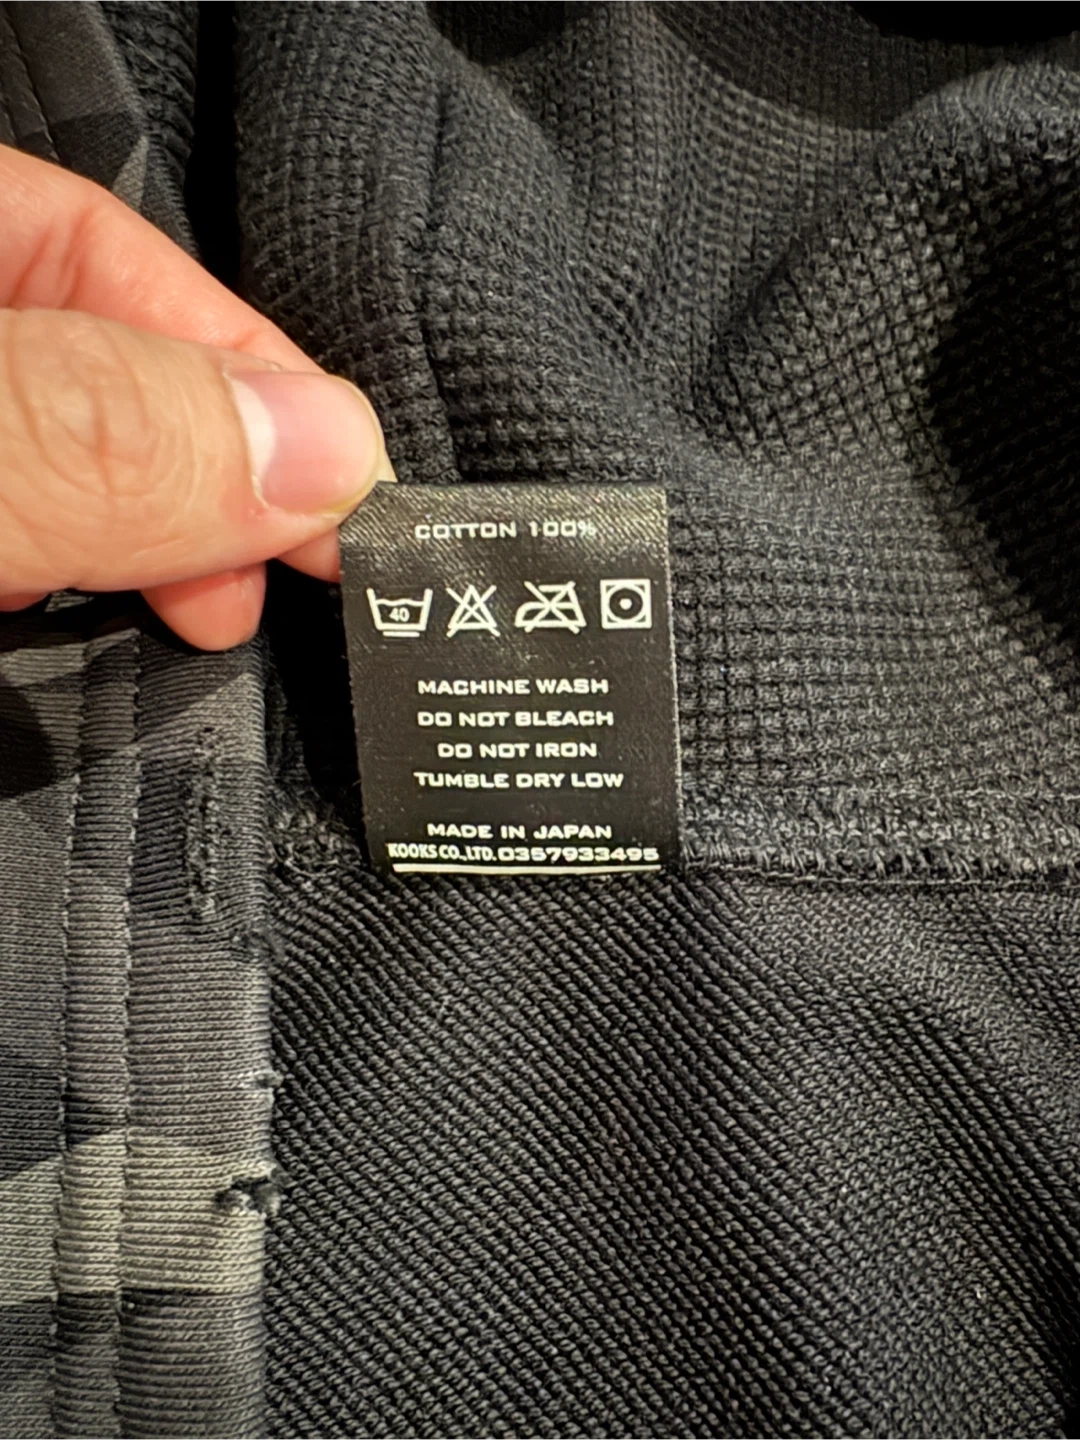 COTTON 100%
40
MACHINE WASH
DO NOT BLEACH
DO NOT IRON
TUMBLE DRY LOW
MADE IN JAPAN
KOOKS CO.,LTD. 0357933495